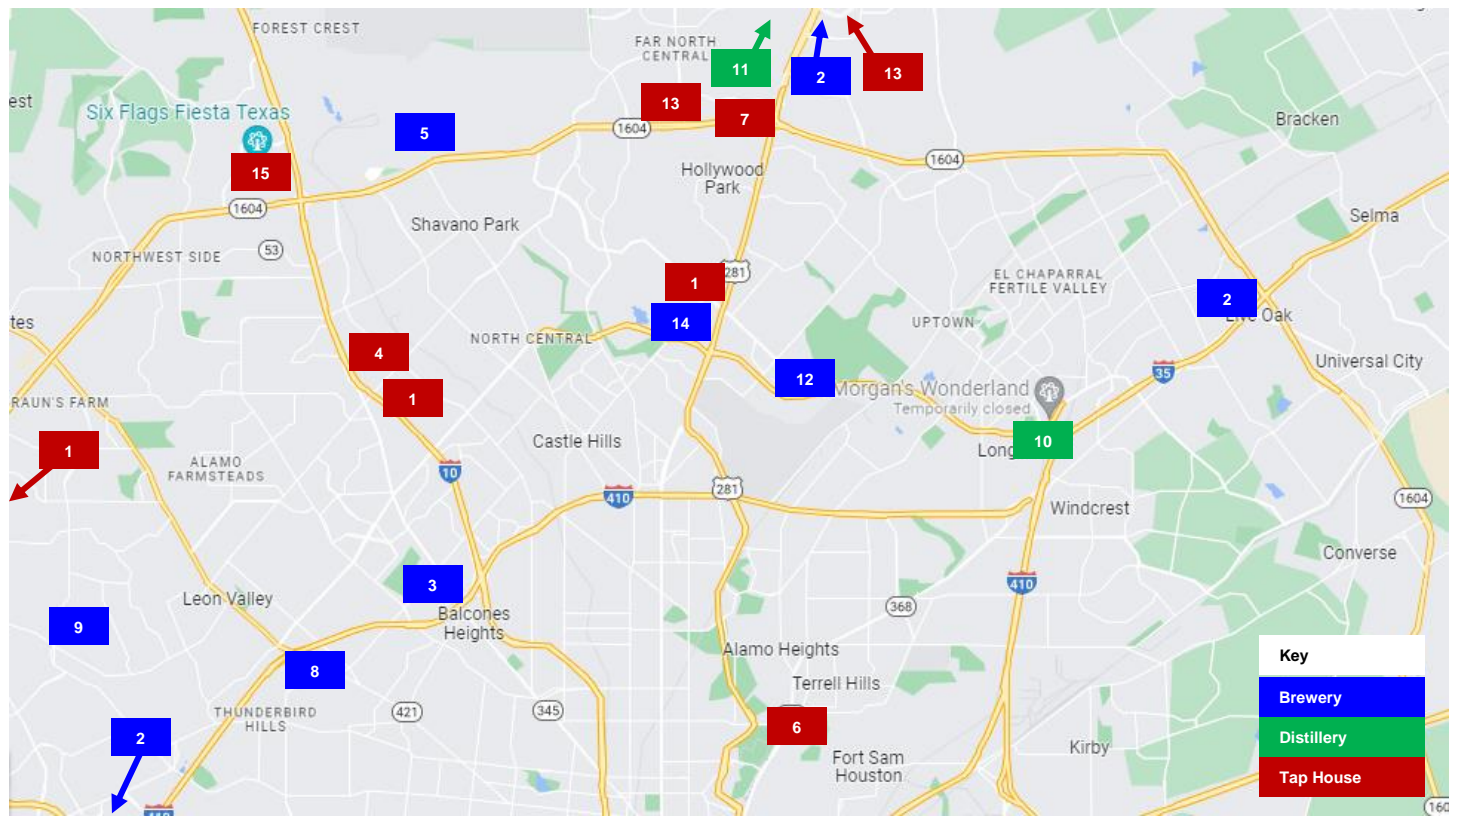 FOREST CREST
FAR NORTH
CENTRAL
11
2
13
est
Six Flags Fiesta Texas
13
7
5
1604
Bracken
15
Hollywood
Park
1604
1604
Shavano Park
Selma
NORTHWEST SIDE
53
1
281
EL CHAPARRAL
FERTILE VALLEY
2
tes
14
NORTH CENTRAL
UPTOWN
Oak
4
Universal City
12
35
1
Morgan's Wonderland
Temporarily closed
RAUN'S FARM
1
Castle Hills
10
Long
ALAMO
FARMSTEADS
10
410
281
1604
Windcrest
Converse
3
410
Leon Valley
368
Balcones
Heights
9
Alamo Heights
8
Terrell Hills
THUNDERBIRD
HILLS
421
345
6
2
Fort Sam
Houston
Kirby
Key
Brewery
Distillery
Tap House
410
160